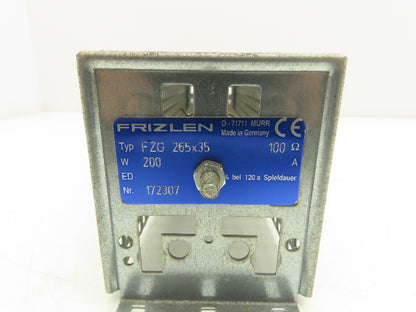 FRIZLEN D-71711 MURR Made in Germany CE
Typ FZG 265x35 100 Ω
W 200 A
ED % bei 120 s Spieldauer
Nr. 172307